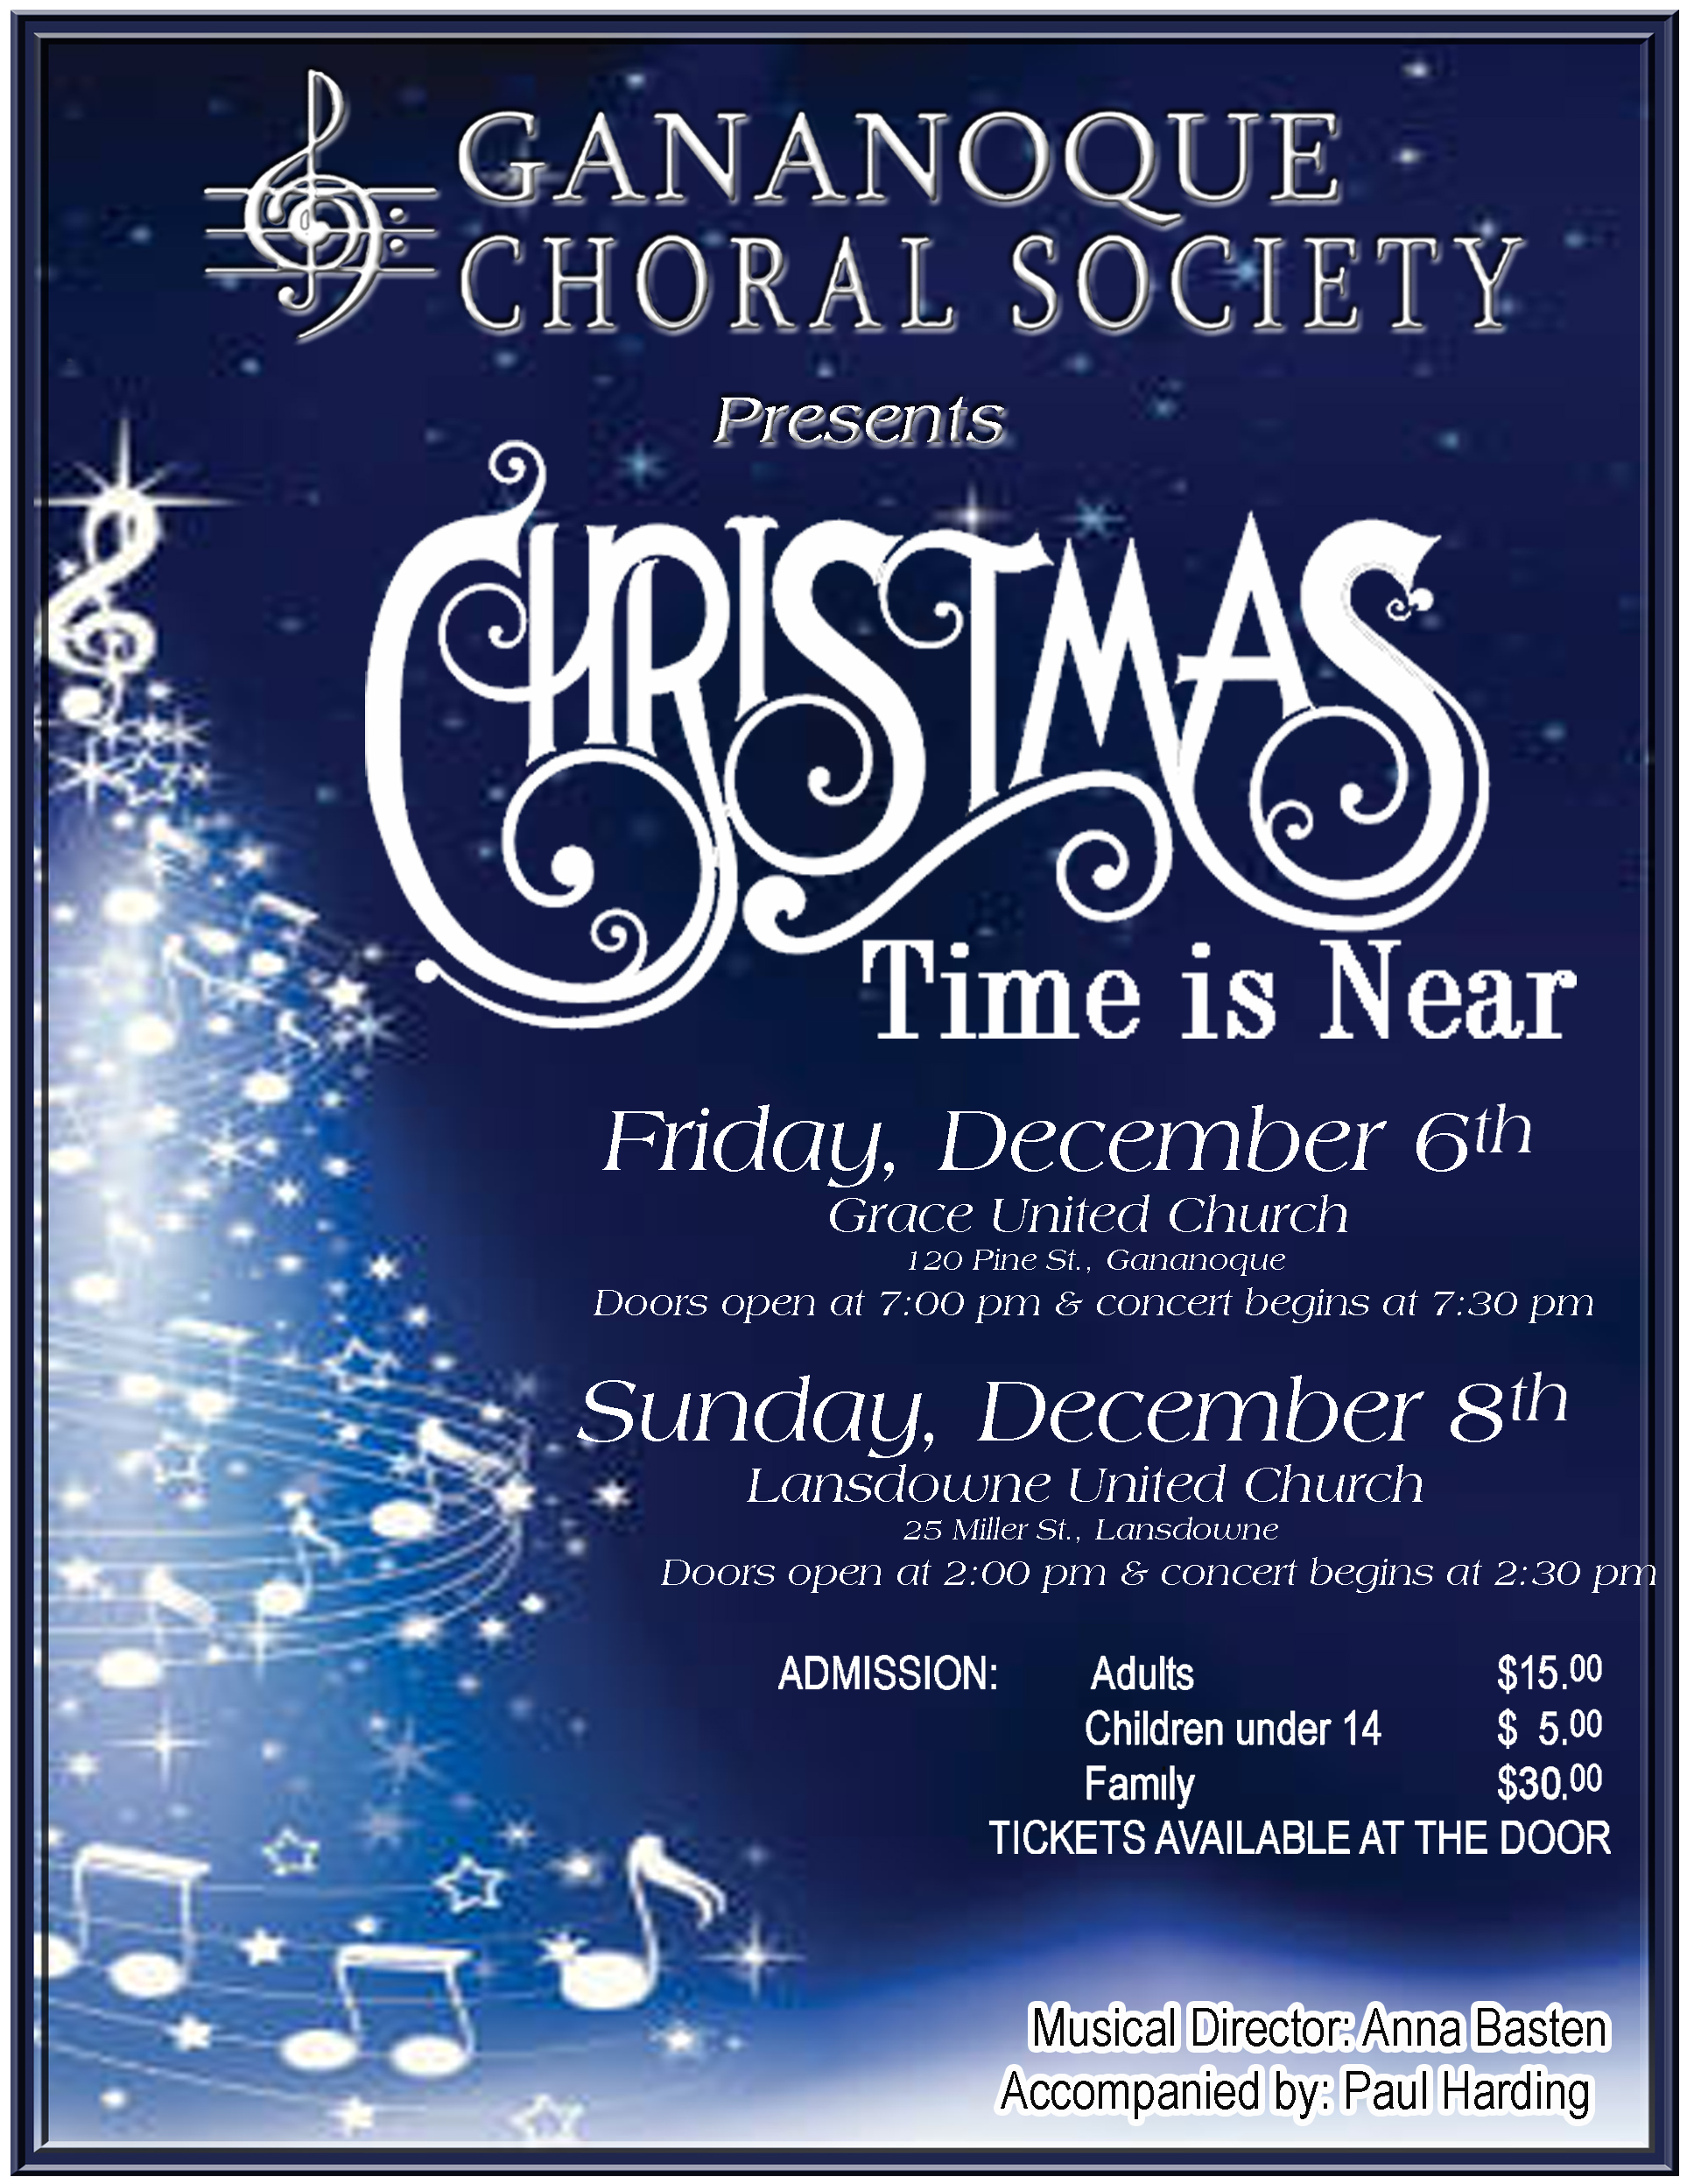 GANANOQUE
CHORAL SOCIETY
Presents
CHRISTMAS
Time is Near
Friday, December 6th
Grace United Church
120 Pine St., Gananoque
Doors open at 7:00 pm & concert begins at 7:30 pm
Sunday, December 8th
Lansdowne United Church
25 Miller St., Lansdowne
Doors open at 2:00 pm & concert begins at 2:30 pm
ADMISSION: Adults $15.00
Children under 14 $ 5.00
Family $30.00
TICKETS AVAILABLE AT THE DOOR
Musical Director: Anna Basten
Accompanied by: Paul Harding